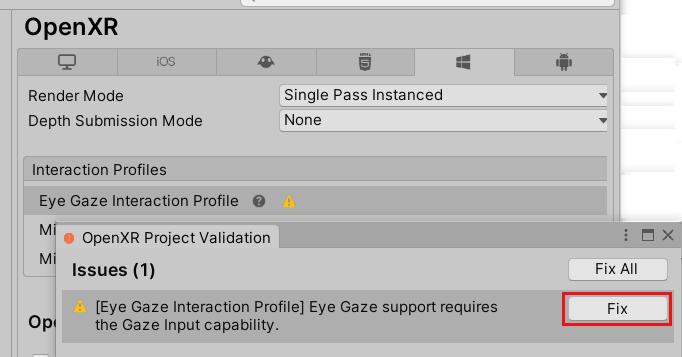 OpenXR
iOS
Render Mode
Single Pass Instanced
Depth Submission Mode
None
Interaction Profiles
Eye Gaze Interaction Profile
Mi
Mi
OpenXR Project Validation
Issues (1)
Fix All
[Eye Gaze Interaction Profile] Eye Gaze support requires
the Gaze Input capability.
Fix
Ope